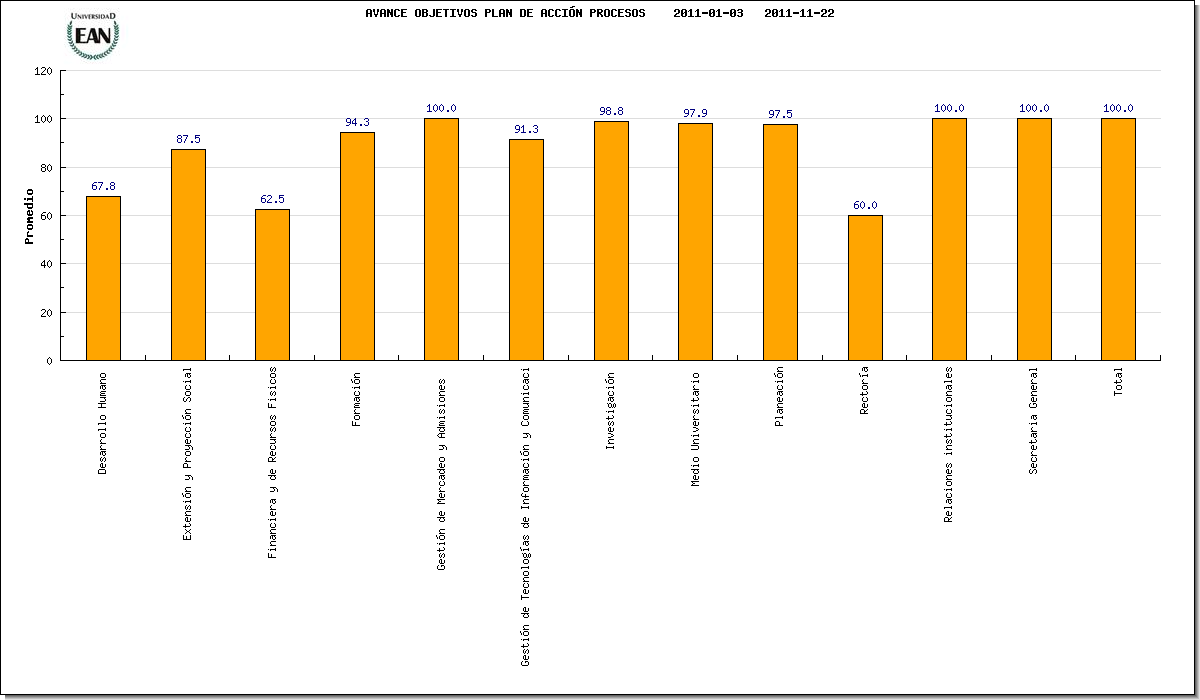 UNIVERSIDAD
EAN
AVANCE OBJETIVOS PLAN DE ACCIÓN PROCESOS 2011-01-03 2011-11-22
Promedio
120
100
80
60
40
20
0
67.8
87.5
62.5
94.3
100.0
91.3
98.8
97.9
97.5
60.0
100.0
100.0
100.0
Desarrollo Humano
Extensión y Proyección Social
Financiera y de Recursos Fisicos
Formación
Gestión de Mercadeo y Admisiones
Gestión de Tecnologías de Información y Comunicaci
Investigación
Medio Universitario
Planeación
Rectoría
Relaciones institucionales
Secretaria General
Total